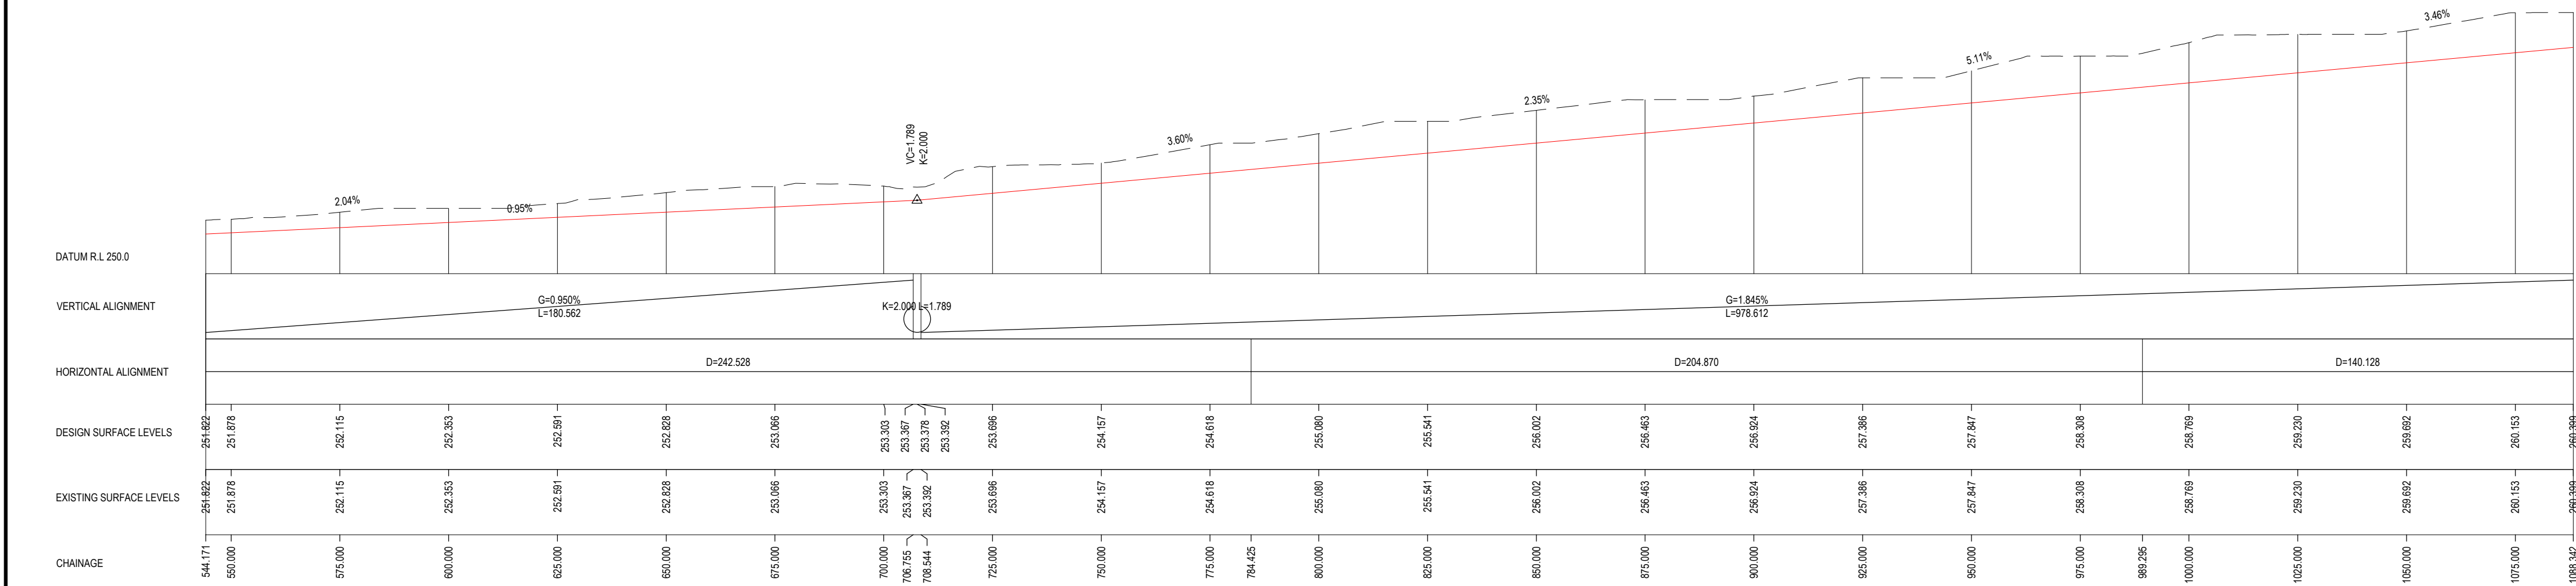 3.46%
5.11%
2.35%
3.60%
VC=1.789
K=2.000
2.04%
0.95%
DATUM R.L 250.0
VERTICAL ALIGNMENT
G=0.950%
L=180.562
K=2.000 L=1.789
G=1.845%
L=978.612
HORIZONTAL ALIGNMENT
D=242.528
D=204.870
D=140.128
DESIGN SURFACE LEVELS
251.822 251.878 252.115 252.353 252.591 252.828 253.066 253.303 253.367 253.378 253.392 253.696 254.157 254.618 255.080 255.541 256.002 256.463 256.924 257.386 257.847 258.308 258.769 259.230 259.692 260.153 260.399
EXISTING SURFACE LEVELS
251.822 251.878 252.115 252.353 252.591 252.828 253.066 253.303 253.367 253.392 253.696 254.157 254.618 255.080 255.541 256.002 256.463 256.924 257.386 257.847 258.308 258.769 259.230 259.692 260.153 260.399
CHAINAGE
544.171 550.000 575.000 600.000 625.000 650.000 675.000 700.000 706.755 708.544 725.000 750.000 775.000 784.425 800.000 825.000 850.000 875.000 900.000 925.000 950.000 975.000 989.295 1000.000 1025.000 1050.000 1075.000 1088.342